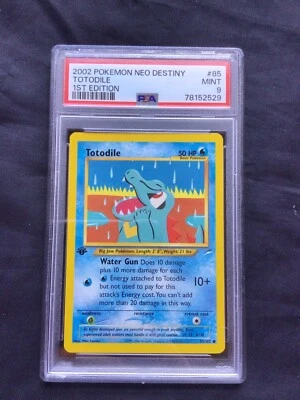 2002 POKEMON NEO DESTINY #85
TOTODILE MINT
1ST EDITION 9
PSA 78152529
Totodile 50 HP
Basic Pokémon
Big Jaw Pokémon. Length: 2' 0", Weight: 21 lbs.
Water Gun Does 10 damage
plus 10 more damage for each
Energy attached to Totodile
but not used to pay for this
attack's Energy cost. You can't add
more than 20 damage in this way.
10+
weakness resistance retreat cost